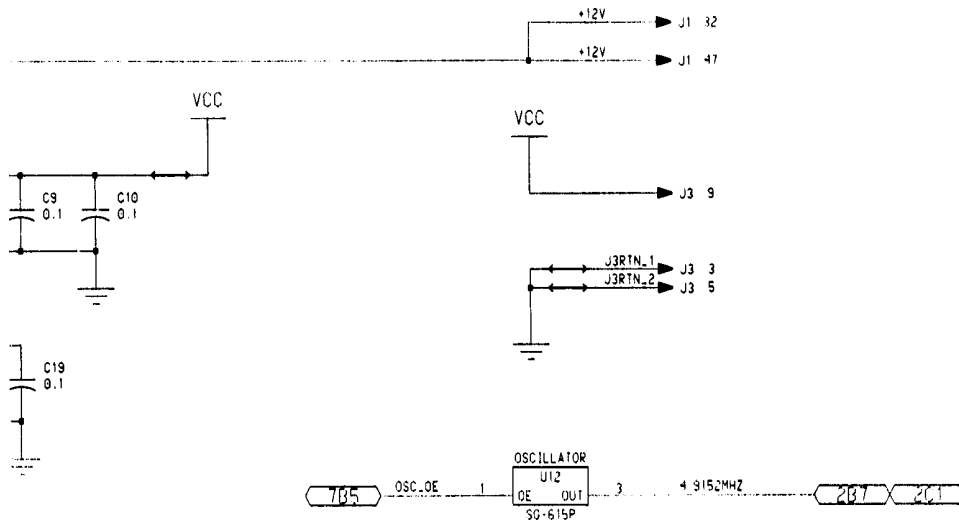 +12V
J1 32
+12V
J1 47
VCC
VCC
C9
0.1
C10
0.1
J3 9
J3RTN_1
J3 3
J3RTN_2
J3 5
C19
0.1
OSCILLATOR
U12
7B5
OSC_OE
1
OE
OUT
3
4.9152MHZ
2B7
2C1
SG-615P